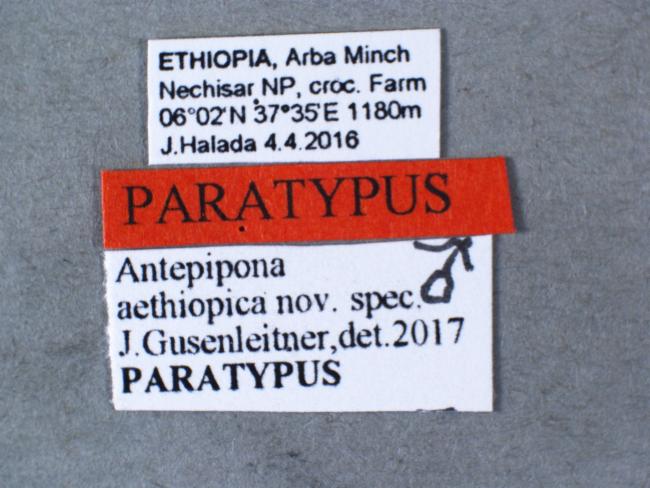 ETHIOPIA, Arba Minch
Nechisar NP, croc. Farm
06°02'N 37°35'E 1180m
J.Halada 4.4.2016
PARATYPUS
Antepipona
aethiopica nov. spec. ♂
J.Gusenleitner,det.2017
PARATYPUS